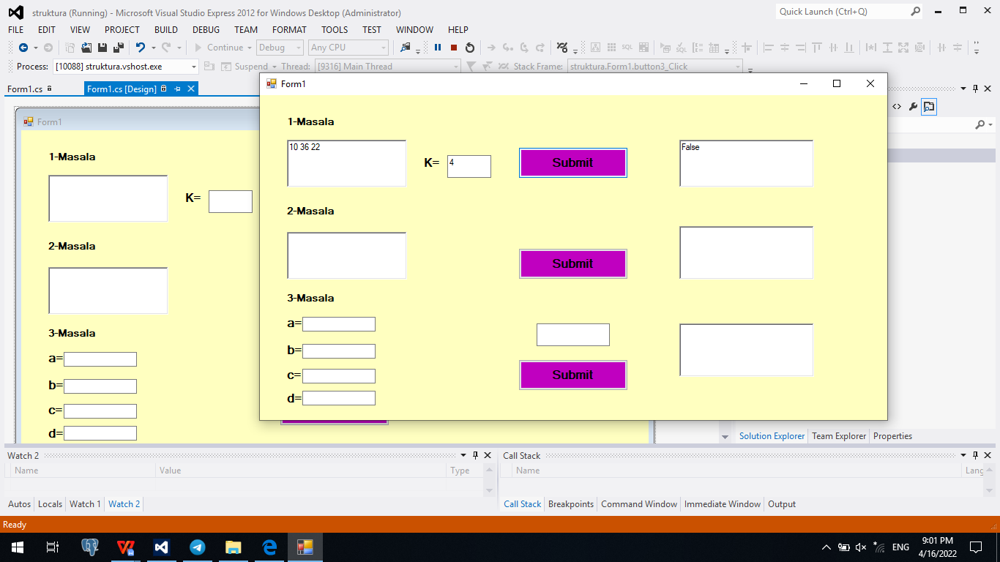 struktura (Running) - Microsoft Visual Studio Express 2012 for Windows Desktop (Administrator)
Quick Launch (Ctrl+Q)
FILE EDIT VIEW PROJECT BUILD DEBUG TEAM FORMAT TOOLS TEST WINDOW HELP
Continue Debug Any CPU SQL SQL
Process: [10088] struktura.vshost.exe Suspend Thread: [9316] Main Thread Stack Frame: struktura.Form1.button3_Click
Form1.cs Form1.cs [Design]
Form1
1-Masala
K=
2-Masala
3-Masala
a=
b=
c=
d=
Form1
1-Masala
10 36 22
K= 4
Submit
False
2-Masala
Submit
3-Masala
a=
b=
c=
d=
Submit
Solution Explorer Team Explorer Properties
Watch 2
Name Value Type
Autos Locals Watch 1 Watch 2
Call Stack
Name Lang
Call Stack Breakpoints Command Window Immediate Window Output
Ready
ENG
9:01 PM
4/16/2022